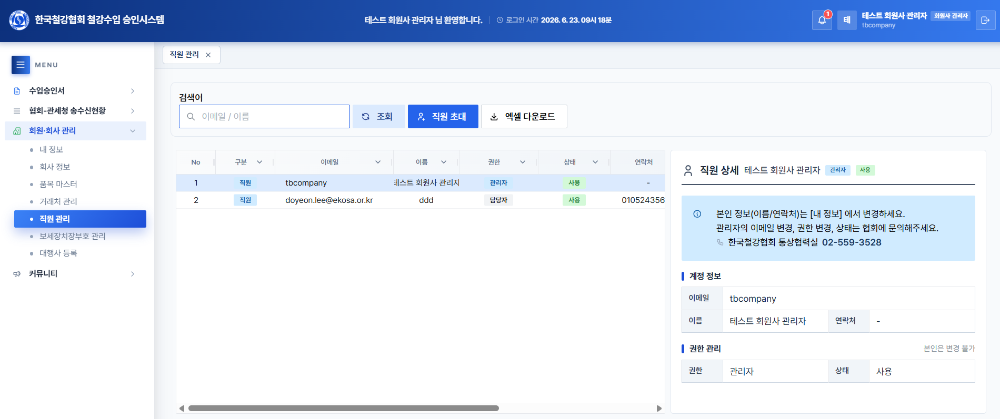 한국철강협회 철강수입 승인시스템
테스트 회원사 관리자 님 환영합니다.
로그인 시간 2026. 6. 23. 09시 18분
1
테
테스트 회원사 관리자 회원사 관리자
tbcompany
MENU
수입승인서
협회-관세청 송수신현황
회원·회사 관리
내 정보
회사 정보
품목 마스터
거래처 관리
직원 관리
보세장치장부호 관리
대행사 등록
커뮤니티
직원 관리
검색어
이메일 / 이름
조회
직원 초대
엑셀 다운로드
No 구분 이메일 이름 권한 상태 연락처
1 직원 tbcompany 테스트 회원사 관리자 관리자 사용 -
2 직원 doyeon.lee@ekosa.or.kr ddd 담당자 사용 010524356
직원 상세 테스트 회원사 관리자 관리자 사용
본인 정보(이름/연락처)는 [내 정보] 에서 변경하세요.
관리자의 이메일 변경, 권한 변경, 상태는 협회에 문의해주세요.
한국철강협회 통상협력실 02-559-3528
계정 정보
이메일 tbcompany
이름 테스트 회원사 관리자 연락처 -
권한 관리 본인은 변경 불가
권한 관리자 상태 사용